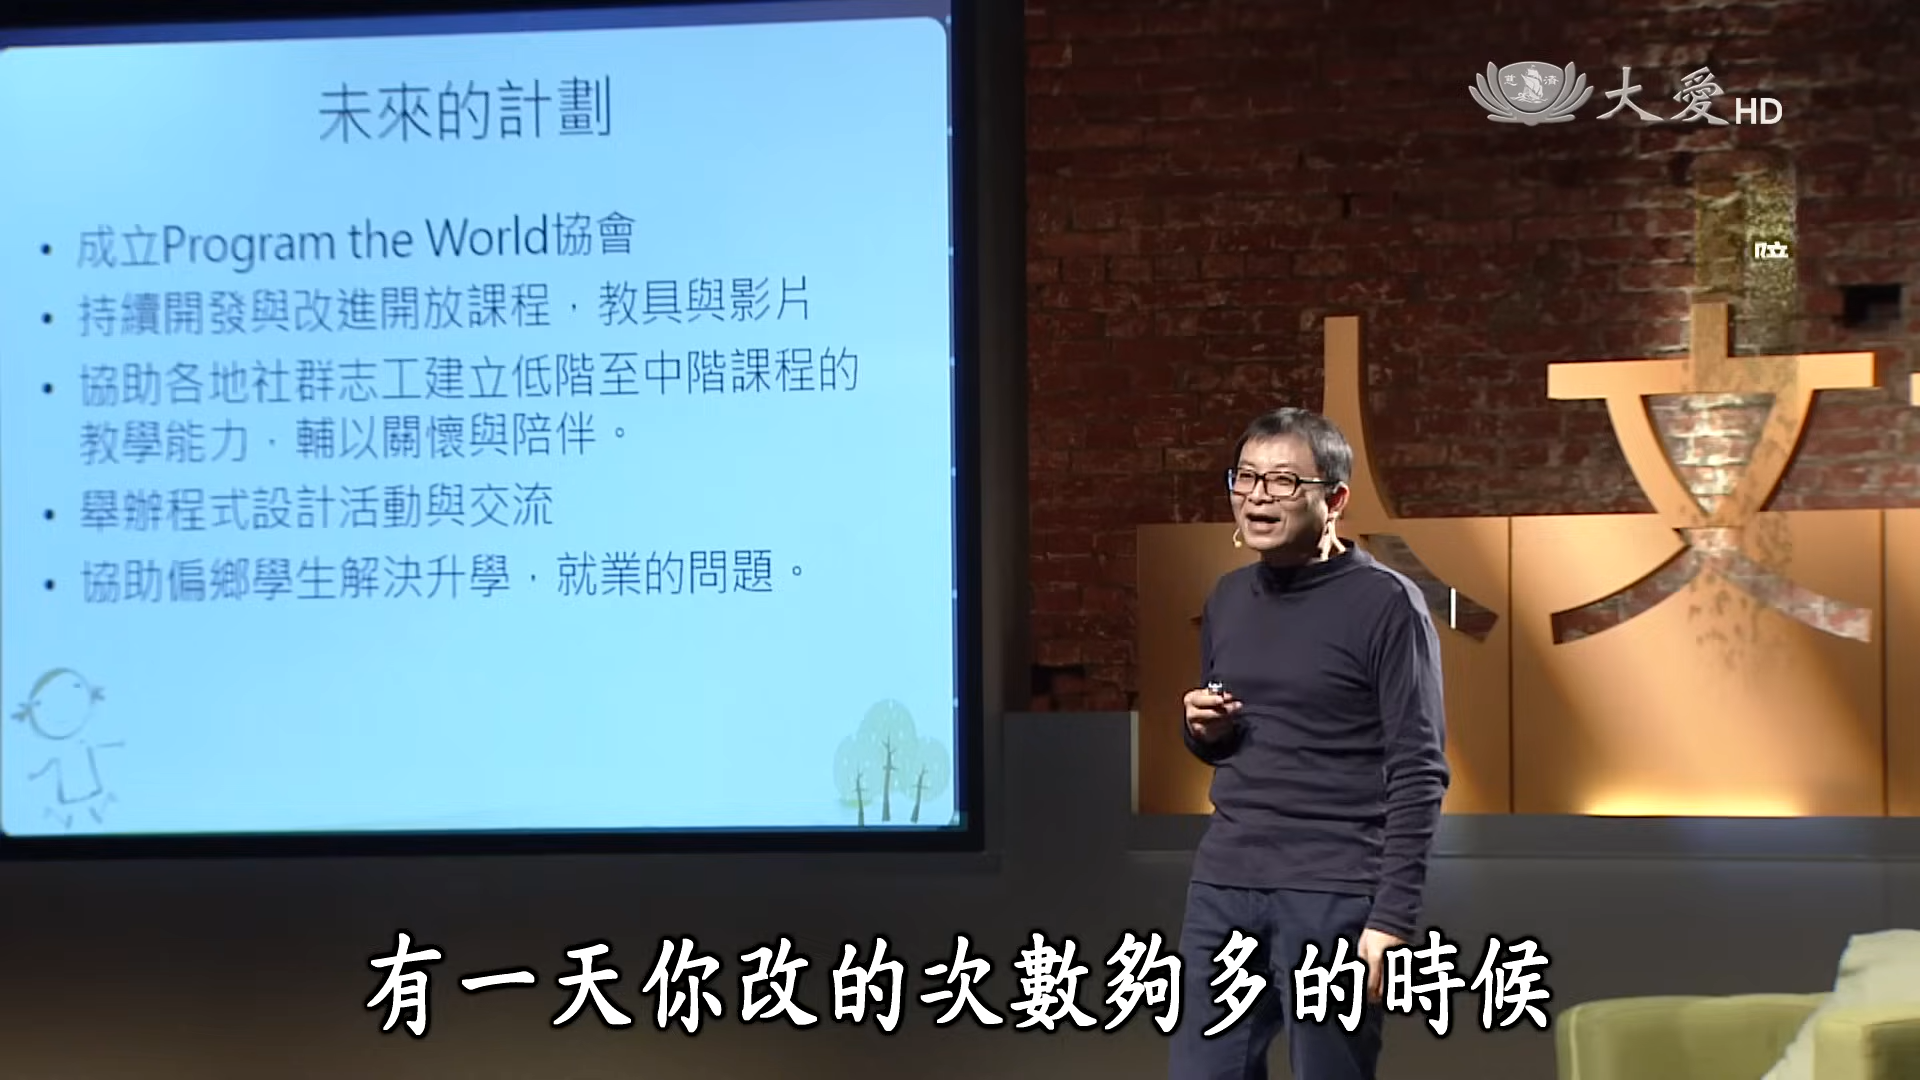 未來的計劃
• 成立Program the World協會
• 持續開發與改進開放課程，教具與影片
• 協助各地社群志工建立低階至中階課程的
教學能力，輔以關懷與陪伴。
• 舉辦程式設計活動與交流
• 協助偏鄉學生解決升學，就業的問題。
慈濟
大愛HD
人文
有一天你改的次數夠多的時候